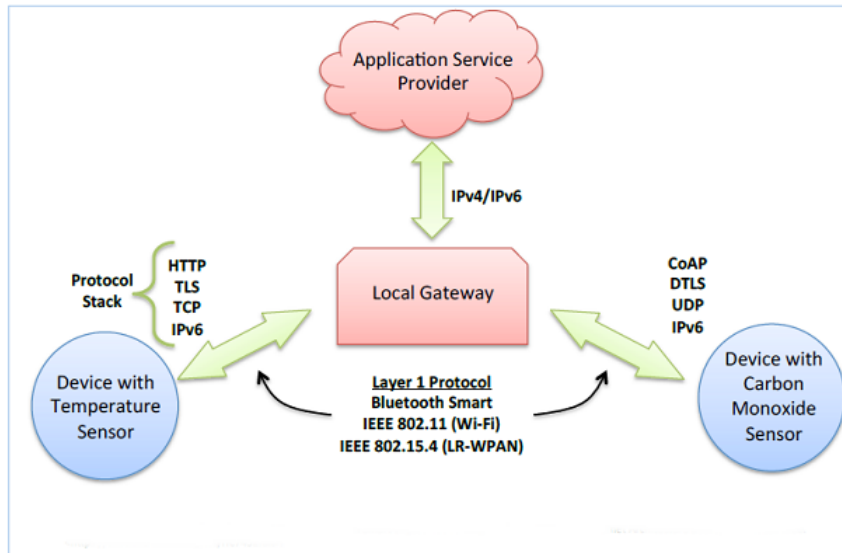 Application Service
Provider
IPv4/IPv6
Protocol
Stack
HTTP
TLS
TCP
IPv6
Local Gateway
CoAP
DTLS
UDP
IPv6
Device with
Temperature
Sensor
Layer 1 Protocol
Bluetooth Smart
IEEE 802.11 (Wi-Fi)
IEEE 802.15.4 (LR-WPAN)
Device with
Carbon
Monoxide
Sensor